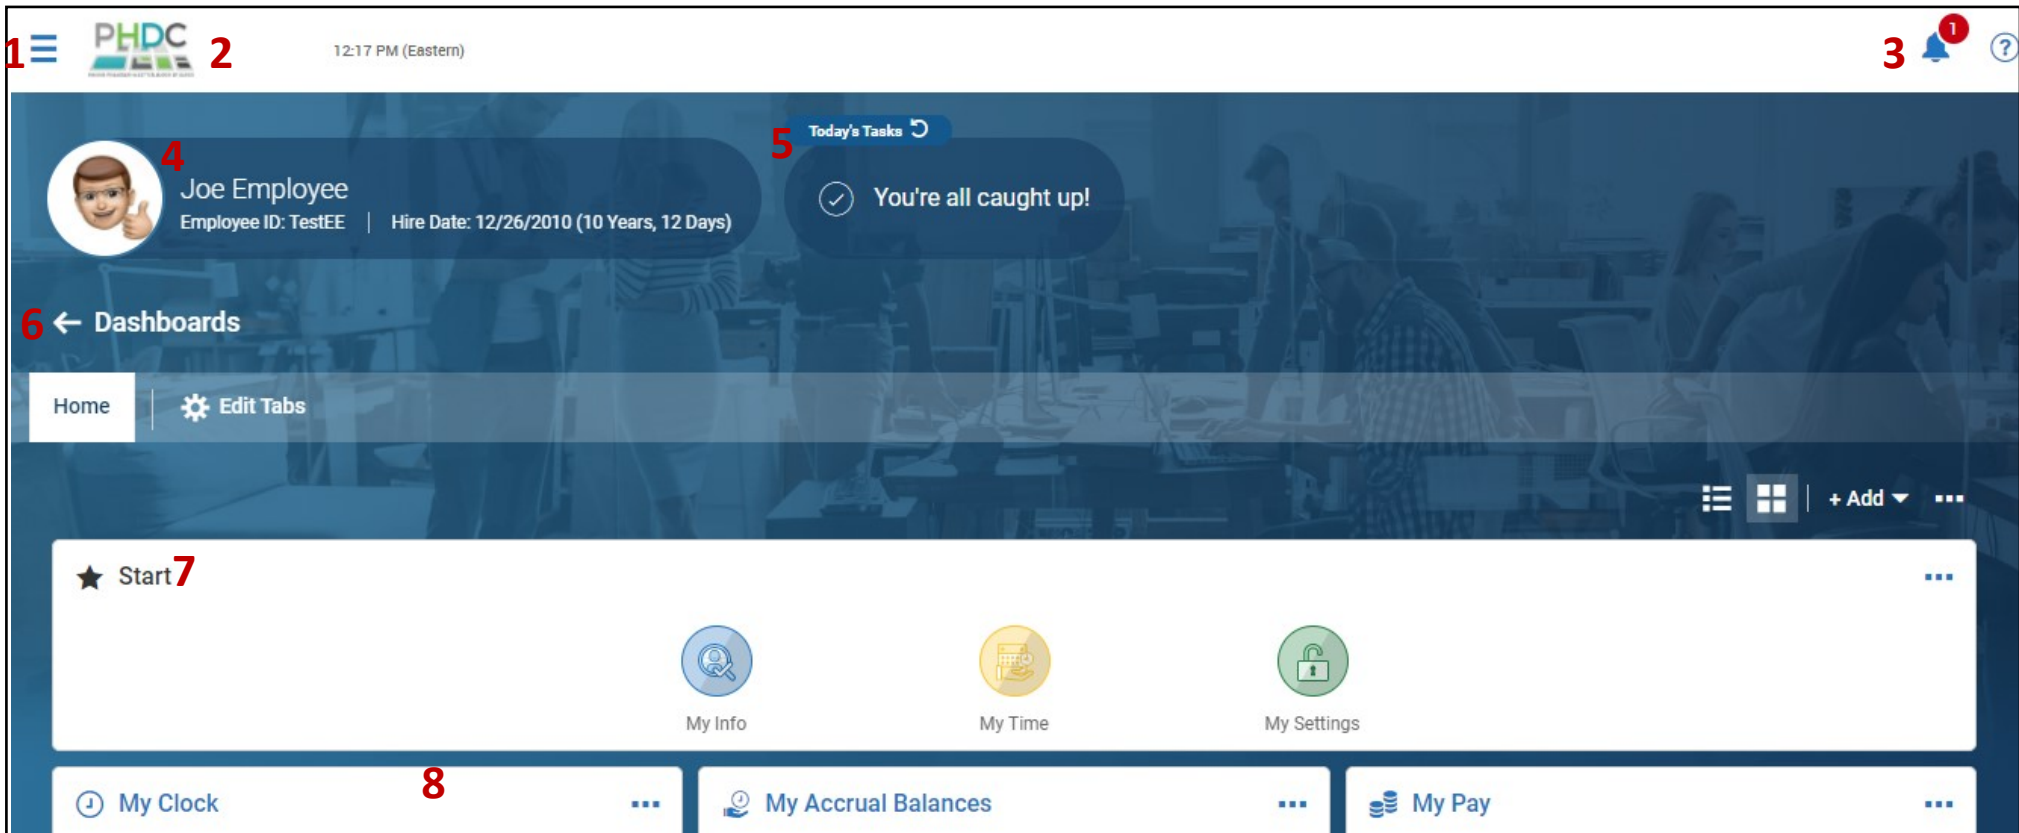 1
PHDC
2
12:17 PM (Eastern)
3
1
?
4
Joe Employee
Employee ID: TestEE | Hire Date: 12/26/2010 (10 Years, 12 Days)
5
Today's Tasks
You're all caught up!
6
Dashboards
Home
Edit Tabs
+ Add
Start
7
My Info
My Time
My Settings
8
My Clock
My Accrual Balances
My Pay